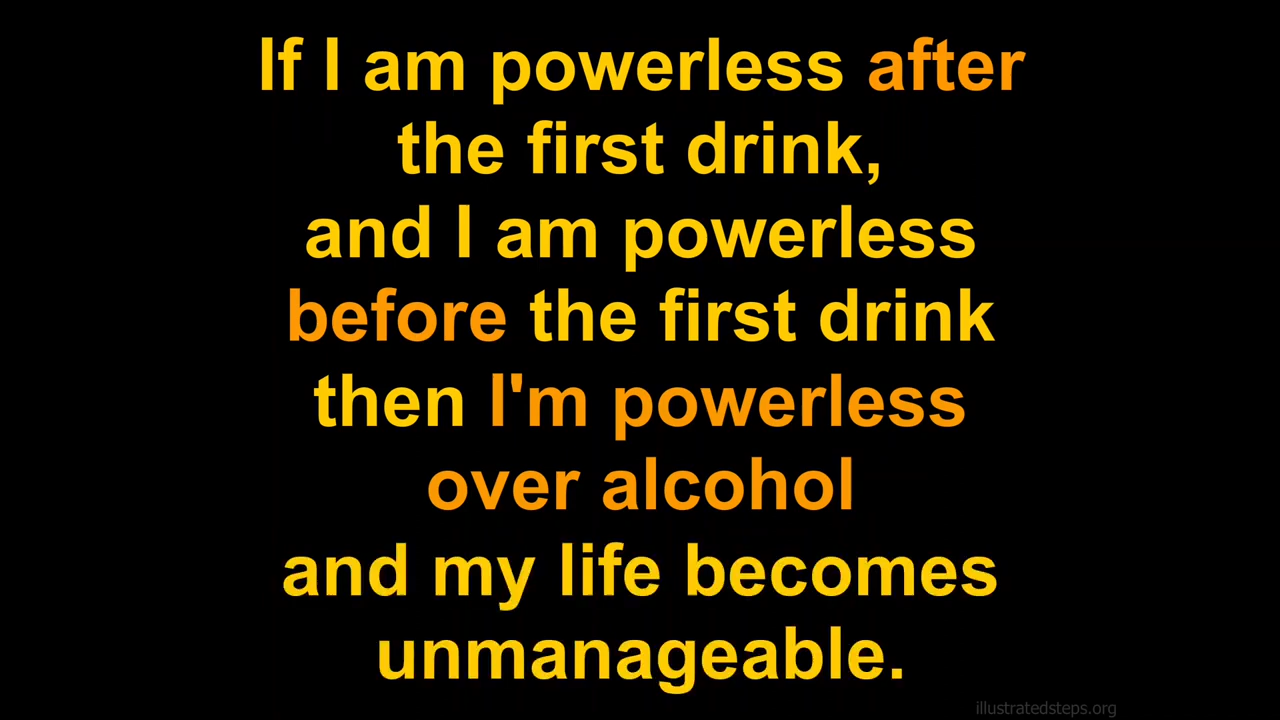 If I am powerless after
the first drink,
and I am powerless
before the first drink
then I'm powerless
over alcohol
and my life becomes
unmanageable.
illustratedsteps.org